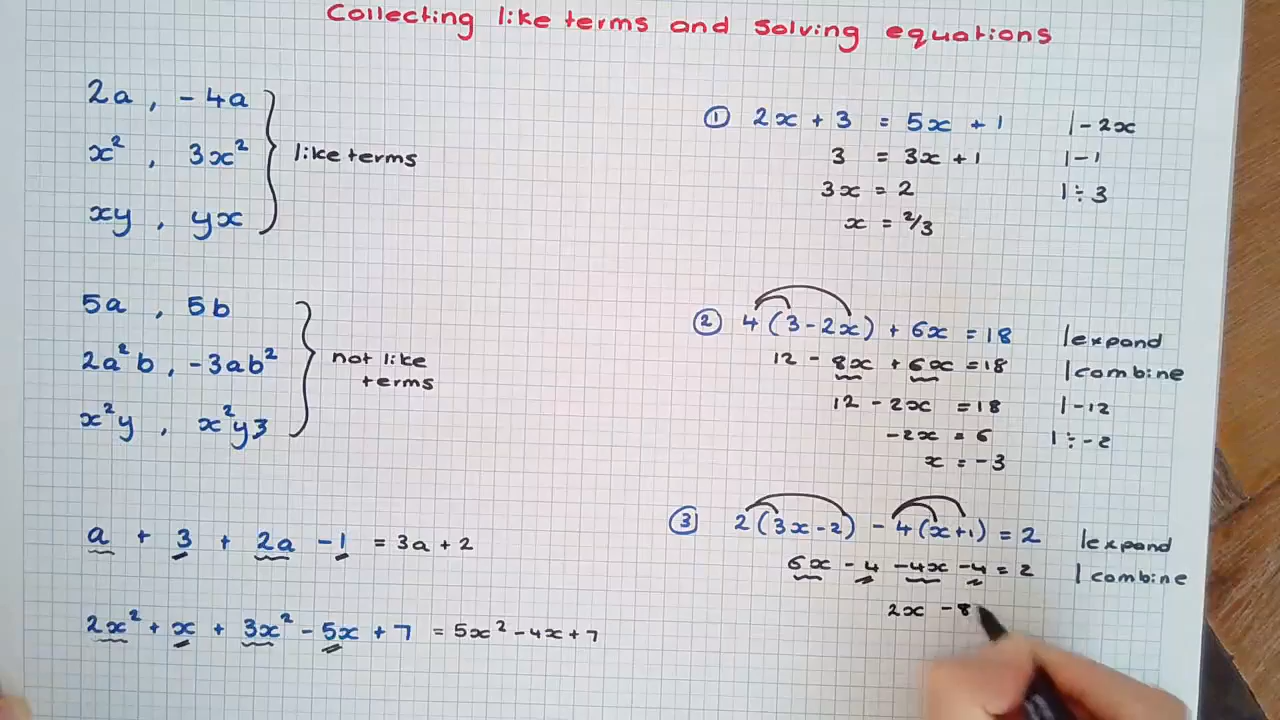 Collecting like terms and solving equations
2a , -4a
x² , 3x²
xy , yx
like terms
5a , 5b
2a²b , -3ab²
x²y , x²y3
not like
terms
a + 3 + 2a - 1 = 3a + 2
2x² + x + 3x² - 5x + 7 = 5x² - 4x + 7
① 2x + 3 = 5x + 1 |-2x
3 = 3x + 1 |-1
3x = 2 |÷3
x = 2/3
② 4(3-2x) + 6x = 18 |expand
12 - 8x + 6x = 18 |combine
12 - 2x = 18 |-12
-2x = 6 |÷-2
x = -3
③ 2(3x-2) - 4(x+1) = 2 |expand
6x - 4 - 4x - 4 = 2 |combine
2x - 8